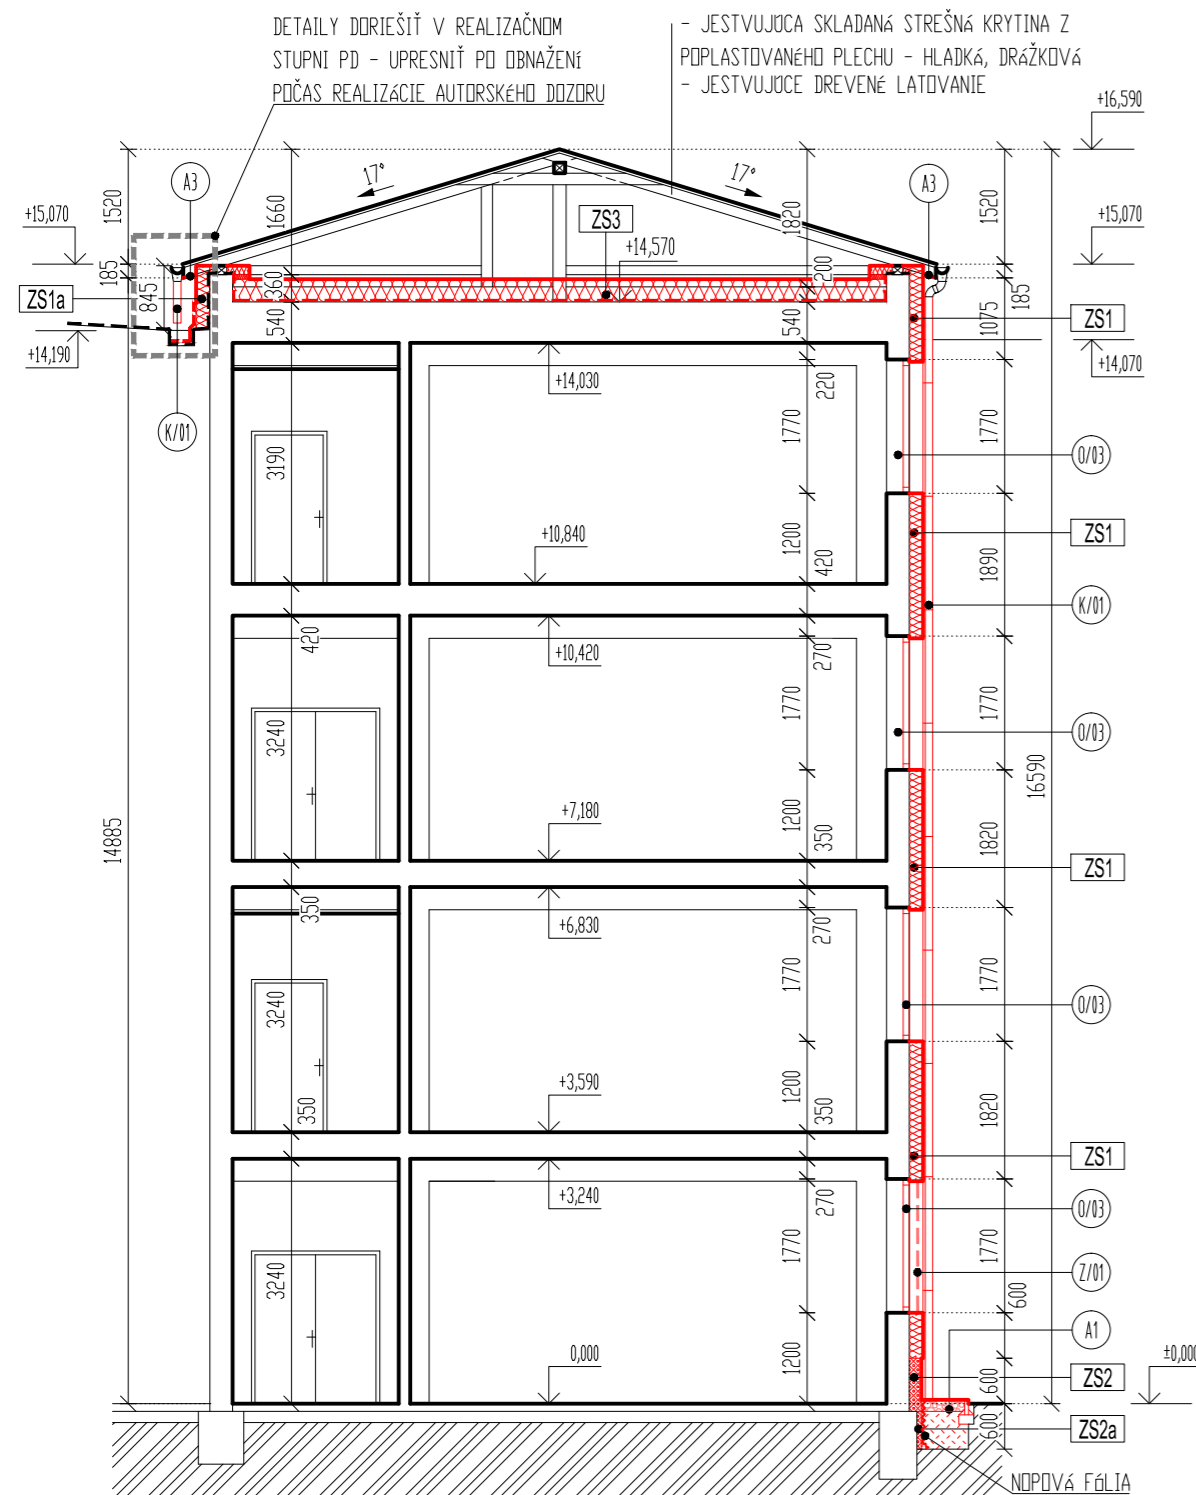 DETAILY DORIEŠIŤ V REALIZAČNOM
STUPNI PD - UPRESNIŤ PO OBNAŽENÍ
POČAS REALIZÁCIE AUTORSKÉHO DOZORU
- JESTVUJÚCA SKLADANÁ STREŠNÁ KRYTINA Z
POPLASTOVANÉHO PLECHU - HLADKÁ, DRÁŽKOVÁ
- JESTVUJÚCE DREVENÉ LATOVANIE
+16,590
17°
17°
A3
A3
1520
1660
1820
1520
+15,070
+15,070
ZS3
+14,570
185
845
360
200
185
ZS1a
540
540
1075
ZS1
+14,190
+14,070
+14,030
220
K/01
3190
1770
1770
O/03
+10,840
1200
420
1890
ZS1
K/01
420
+10,420
270
3240
1770
1770
O/03
16590
+7,180
1200
350
1820
14885
ZS1
350
+6,830
270
3240
1770
1770
O/03
+3,590
350
1200
350
1820
ZS1
+3,240
270
O/03
3240
1770
1770
Z/01
600
A1
0,000
1200
600
ZS2
±0,000
600
ZS2a
NOPOVÁ FÓLIA